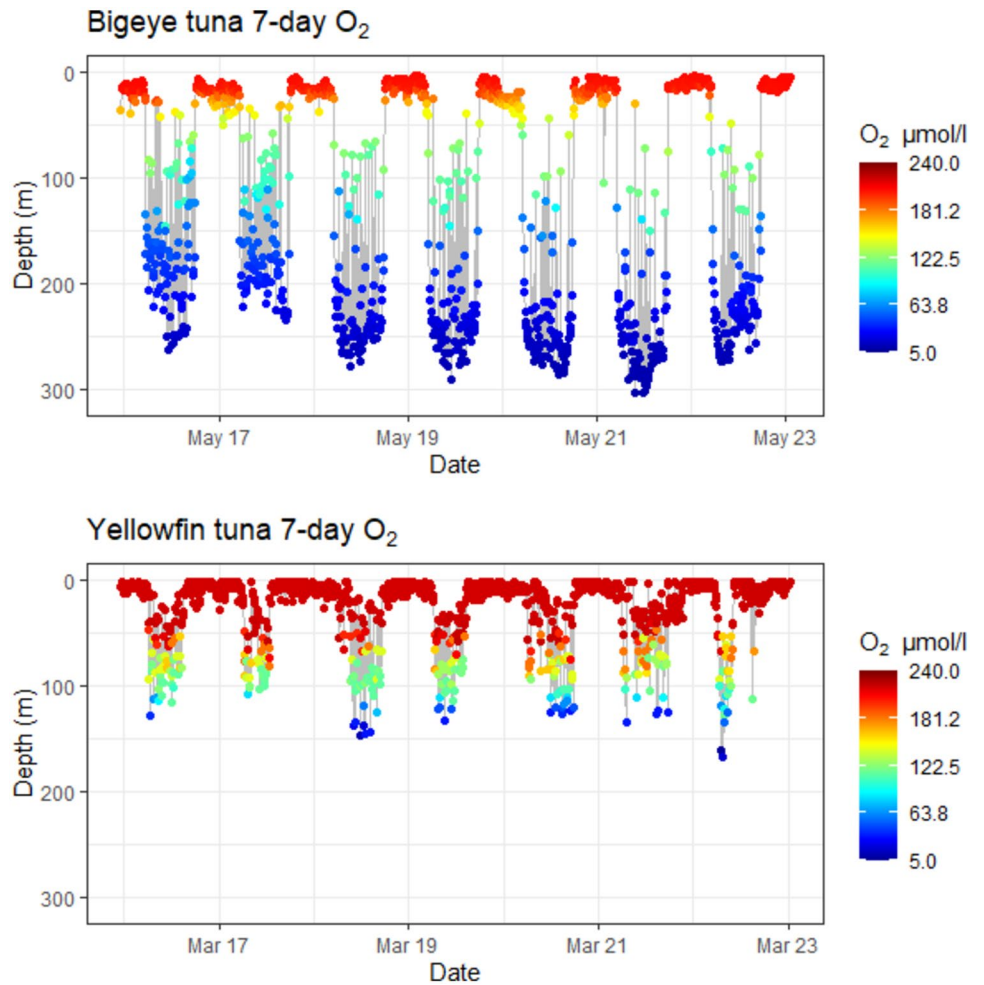 Bigeye tuna 7-day O₂
0
100
200
300
Depth (m)
May 17
May 19
May 21
May 23
Date
O₂ μmol/l
240.0
181.2
122.5
63.8
5.0
Yellowfin tuna 7-day O₂
0
100
200
300
Depth (m)
Mar 17
Mar 19
Mar 21
Mar 23
Date
O₂ μmol/l
240.0
181.2
122.5
63.8
5.0